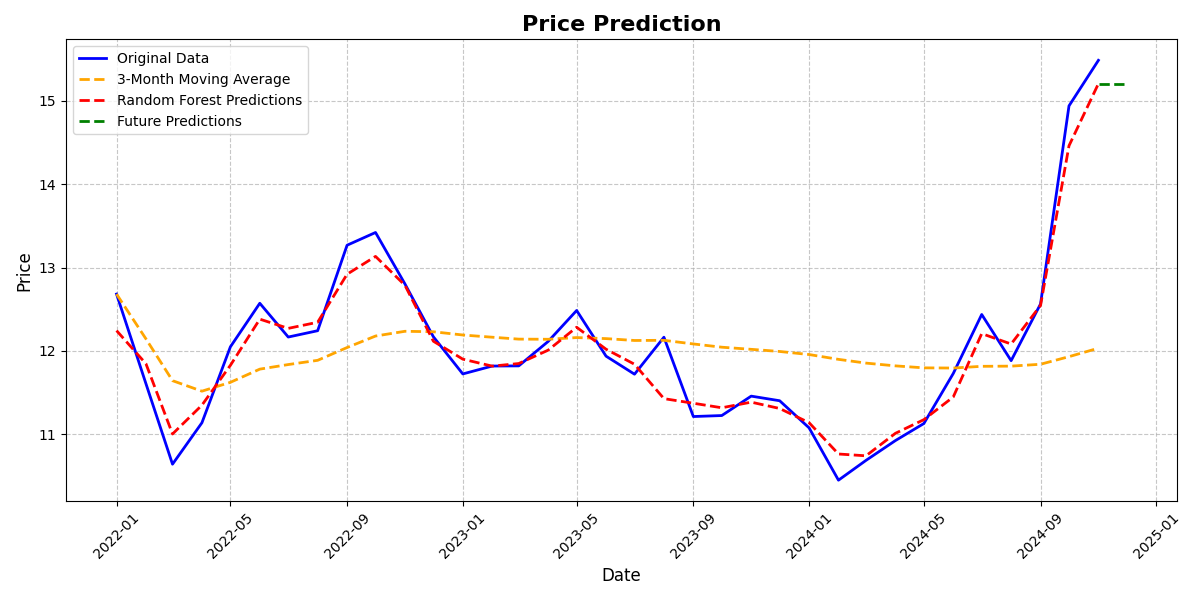 Price Prediction
Original Data
3-Month Moving Average
Random Forest Predictions
Future Predictions
Price
15
14
13
12
11
2022-01
2022-05
2022-09
2023-01
2023-05
2023-09
2024-01
2024-05
2024-09
2025-01
Date